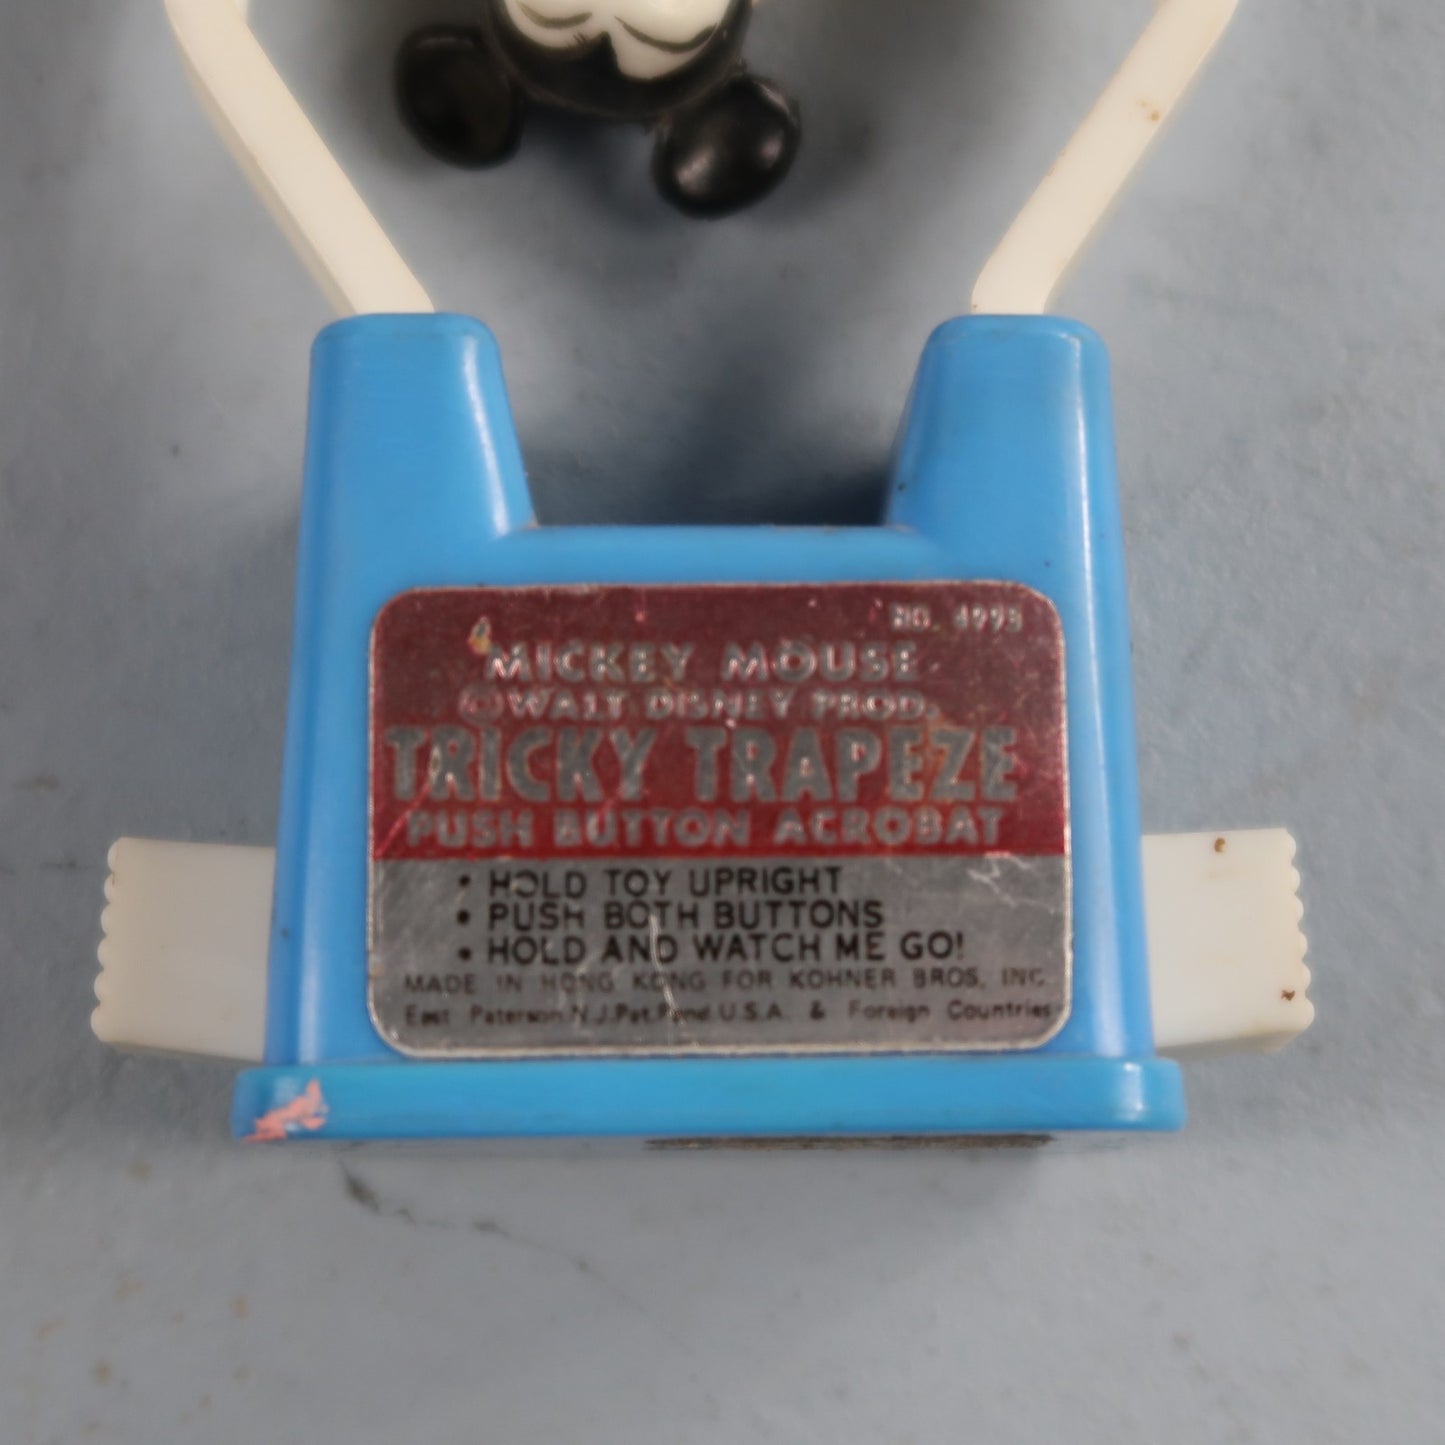 NO. 4993
MICKEY MOUSE
©WALT DISNEY PROD.
TRICKY TRAPEZE
PUSH BUTTON ACROBAT
• HOLD TOY UPRIGHT
• PUSH BOTH BUTTONS
• HOLD AND WATCH ME GO!
MADE IN HONG KONG FOR KOHNER BROS, INC.
East Paterson N.J. Pat. Pend. U.S.A. & Foreign Countries